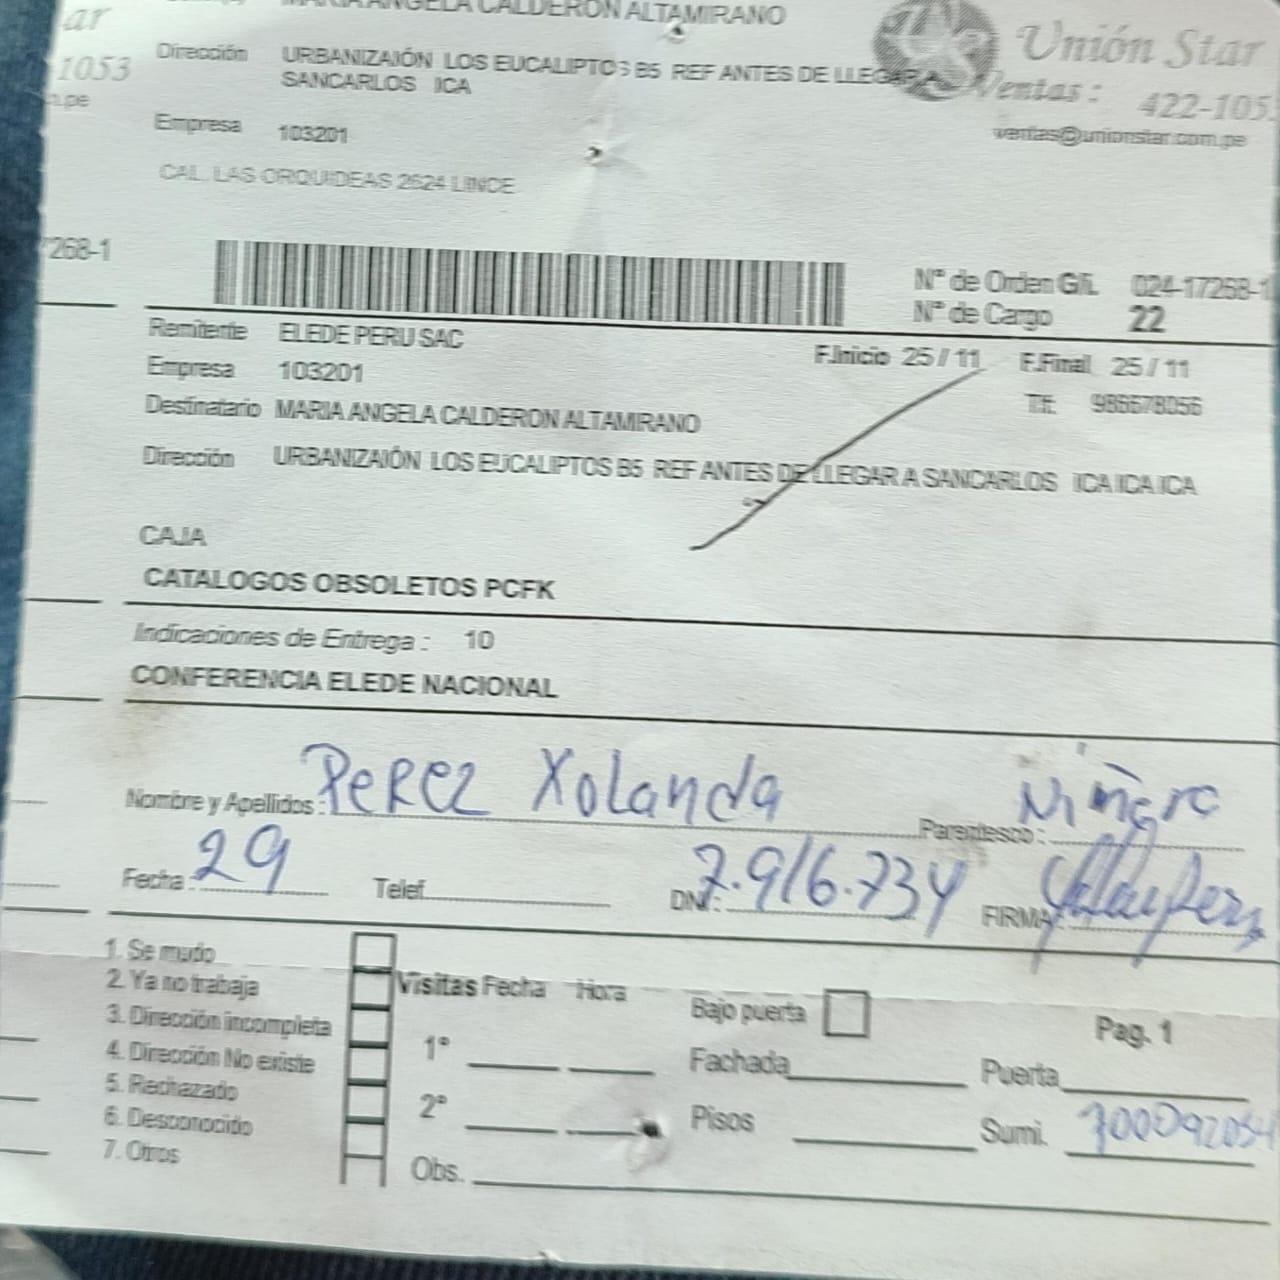 MARIA ANGELA CALDERON ALTAMIRANO
ar
1053
n.pe
Unión Star
Ventas : 422-105
ventas@unionstar.com.pe
Dirección URBANIZAIÓN LOS EUCALIPTOS B5 REF ANTES DE LLEGAR A
SANCARLOS ICA
Empresa 103201
CAL. LAS ORQUIDEAS 2624 LINCE
7268-1
N° de Orden G/L 024-17268-1
N° de Cargo 22
Remitente ELEDE PERU SAC
F.Inicio 25 / 11 F.Final 25 / 11
Empresa 103201
Tlf: 986678056
Destinatario MARIA ANGELA CALDERON ALTAMIRANO
Dirección URBANIZAIÓN LOS EUCALIPTOS B5 REF ANTES DE LLEGAR A SANCARLOS ICA ICA ICA
CAJA
CATALOGOS OBSOLETOS PCFK
Indicaciones de Entrega : 10
CONFERENCIA ELEDE NACIONAL
Nombre y Apellidos : PeRez Xolanda Parentesco :
Fecha : 29 Telef. DNI : 7.916.734 FIRMA
1. Se mudo
2. Ya no trabaja
3. Dirección incompleta
4. Dirección No existe
5. Rechazado
6. Desconocido
7. Otros
Visitas Fecha Hora
1°
2°
Obs.
Bajo puerta
Pag. 1
Fachada Puerta
Pisos Sumi.